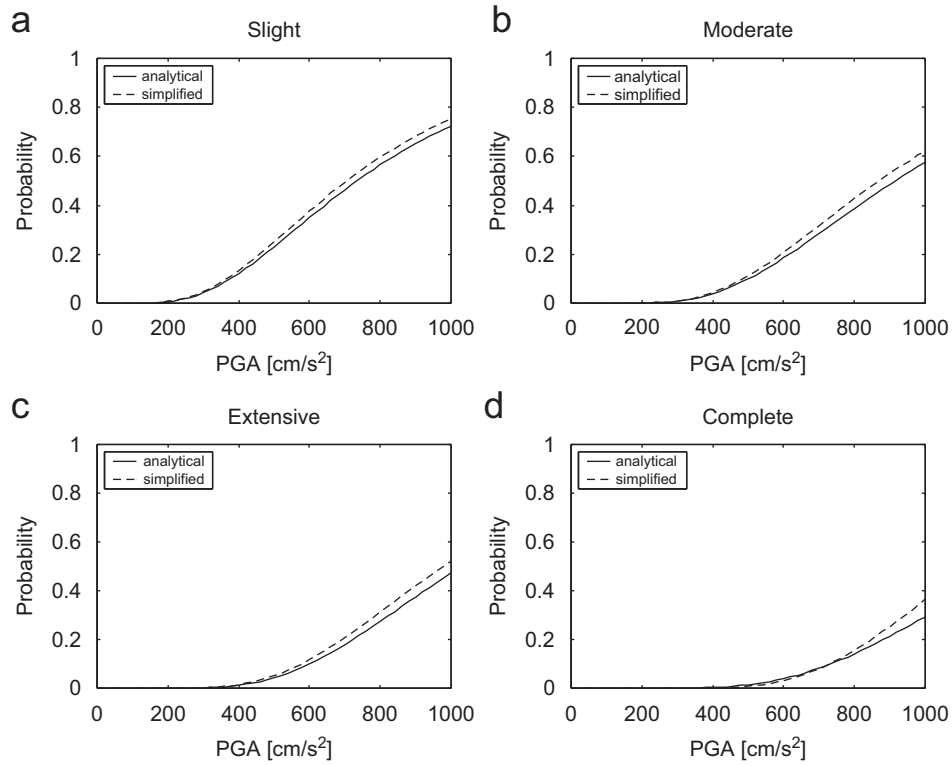 a
Slight
1
0.8
0.6
0.4
0.2
0
Probability
analytical
simplified
0 200 400 600 800 1000
PGA [cm/s²]
b
Moderate
1
0.8
0.6
0.4
0.2
0
Probability
analytical
simplified
0 200 400 600 800 1000
PGA [cm/s²]
c
Extensive
1
0.8
0.6
0.4
0.2
0
Probability
analytical
simplified
0 200 400 600 800 1000
PGA [cm/s²]
d
Complete
1
0.8
0.6
0.4
0.2
0
Probability
analytical
simplified
0 200 400 600 800 1000
PGA [cm/s²]